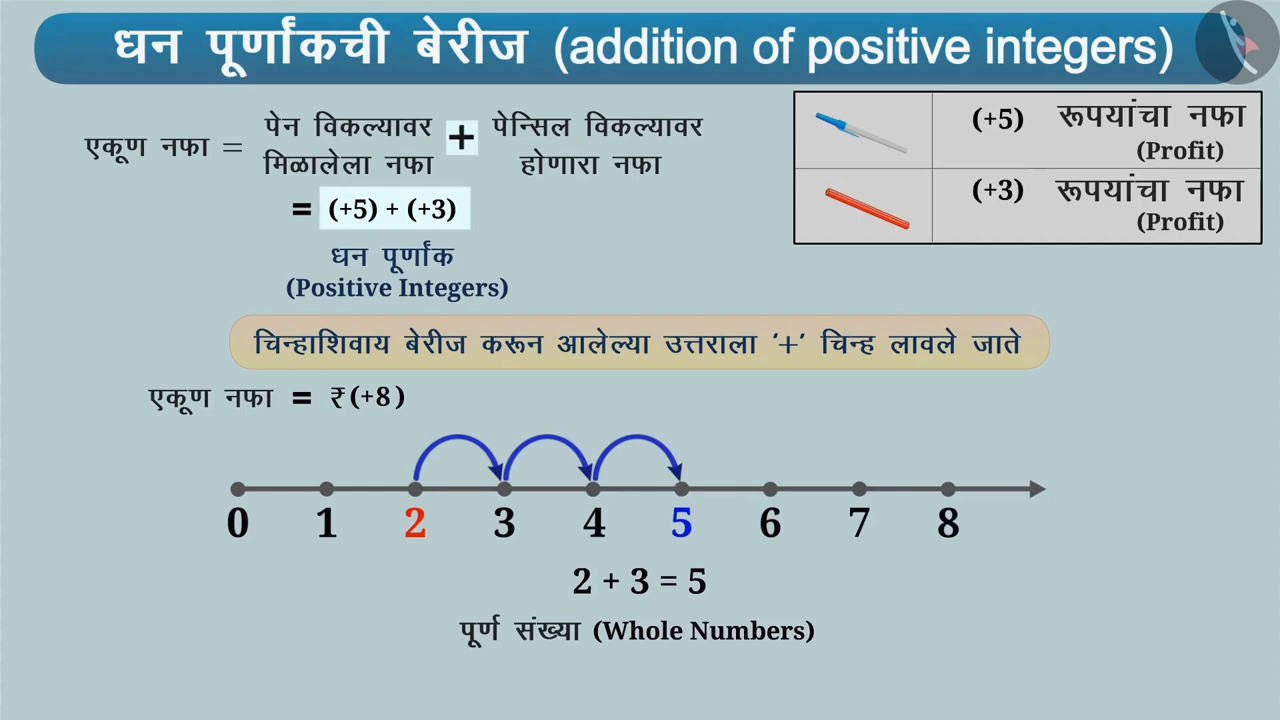 धन पूर्णांकची बेरीज (addition of positive integers)
एकूण नफा = पेन विकल्यावर मिळालेला नफा + पेन्सिल विकल्यावर होणारा नफा
= (+5) + (+3)
धन पूर्णांक
(Positive Integers)
(+5) रूपयांचा नफा
(Profit)
(+3) रूपयांचा नफा
(Profit)
चिन्हाशिवाय बेरीज करून आलेल्या उत्तराला ‘+’ चिन्ह लावले जाते
एकूण नफा = ₹(+8)
0 1 2 3 4 5 6 7 8
2 + 3 = 5
पूर्ण संख्या (Whole Numbers)